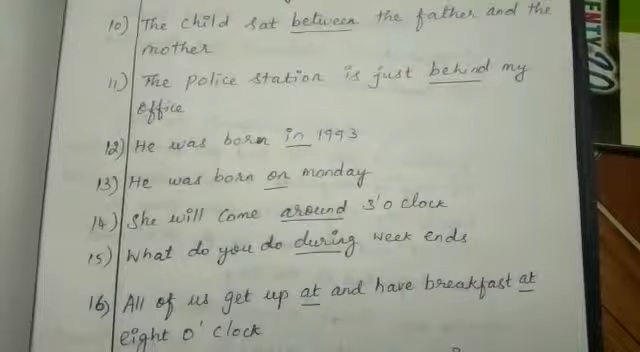 10) The child sat between the father and the
mother
11) The police station is just behind my
office
12) He was born in 1993
13) He was born on monday
14) She will come around 3'o clock
15) What do you do during week ends
16) All of us get up at and have breakfast at
eight o' clock